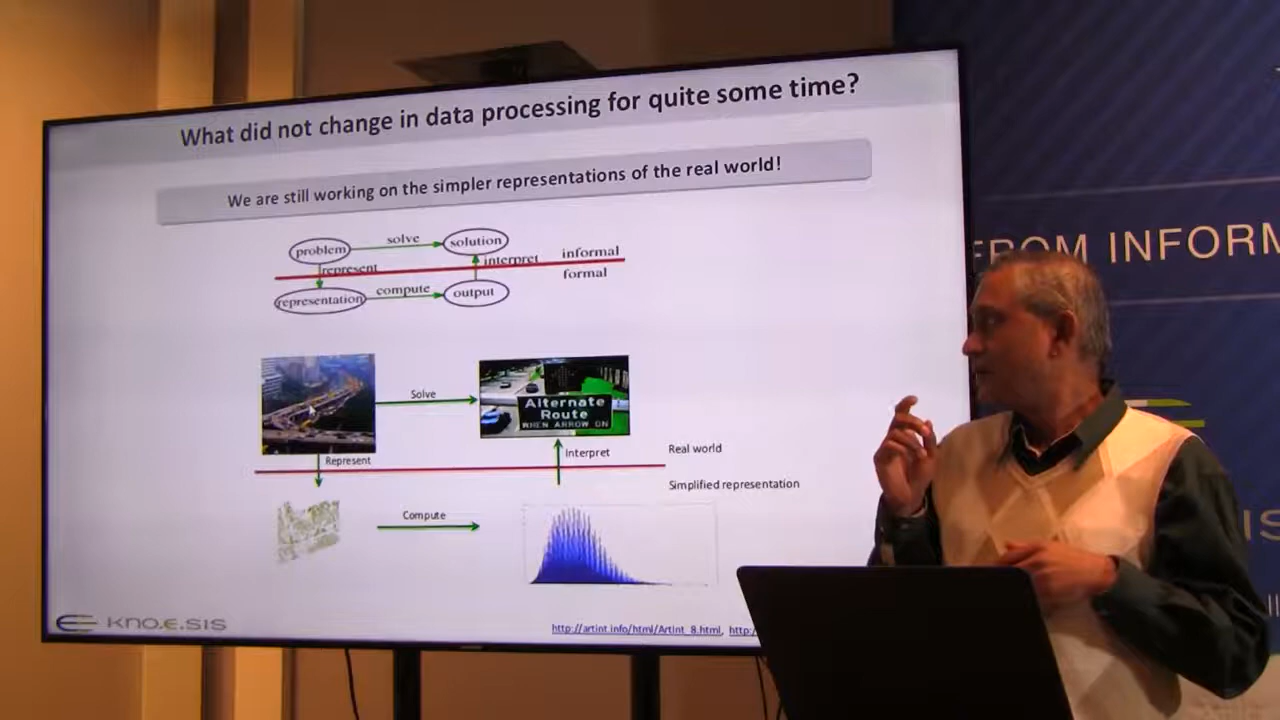 What did not change in data processing for quite some time?
We are still working on the simpler representations of the real world!
problem solve solution
represent interpret informal
formal
representation compute output
Solve
Alternate
Route
WHEN ARROW ON
Represent Interpret Real world
Simplified representation
Compute
KNO.E.SIS
http://artint.info/html/ArtInt_8.html, http:/
FROM INFORM
IS